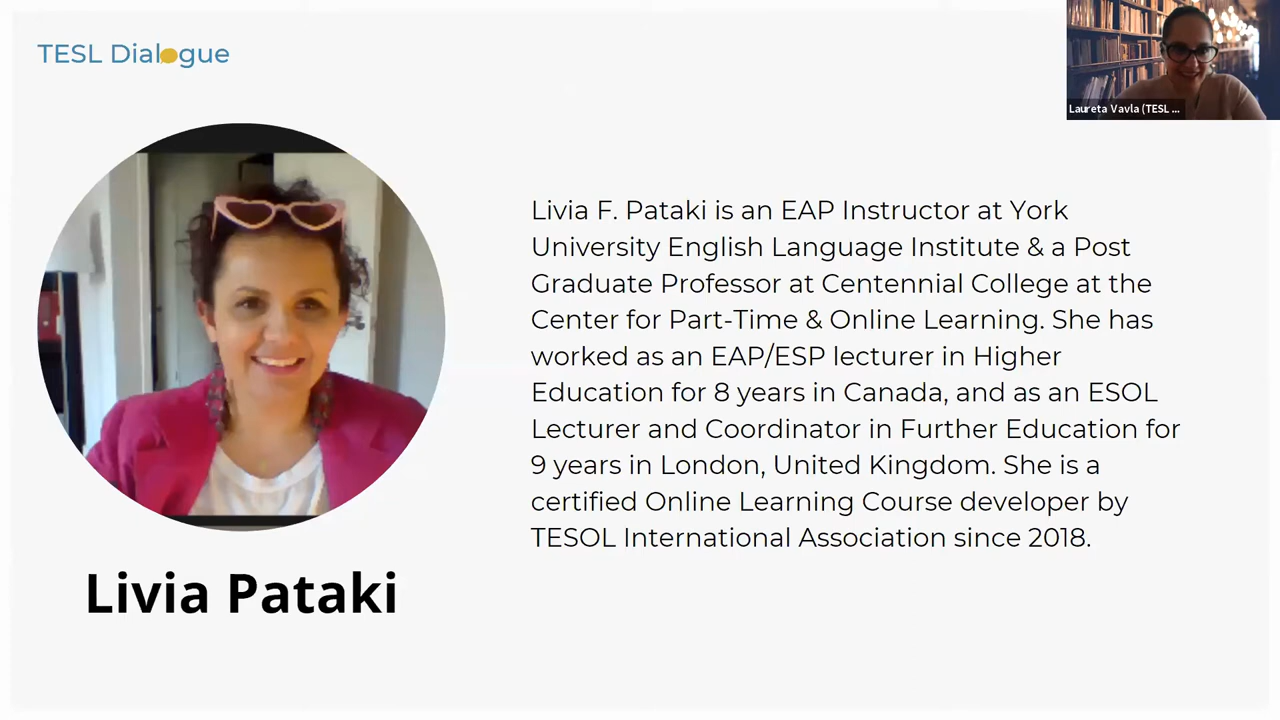 TESL Dialogue
Laureta Vavla (TESL ...
Livia F. Pataki is an EAP Instructor at York
University English Language Institute & a Post
Graduate Professor at Centennial College at the
Center for Part-Time & Online Learning. She has
worked as an EAP/ESP lecturer in Higher
Education for 8 years in Canada, and as an ESOL
Lecturer and Coordinator in Further Education for
9 years in London, United Kingdom. She is a
certified Online Learning Course developer by
TESOL International Association since 2018.
Livia Pataki